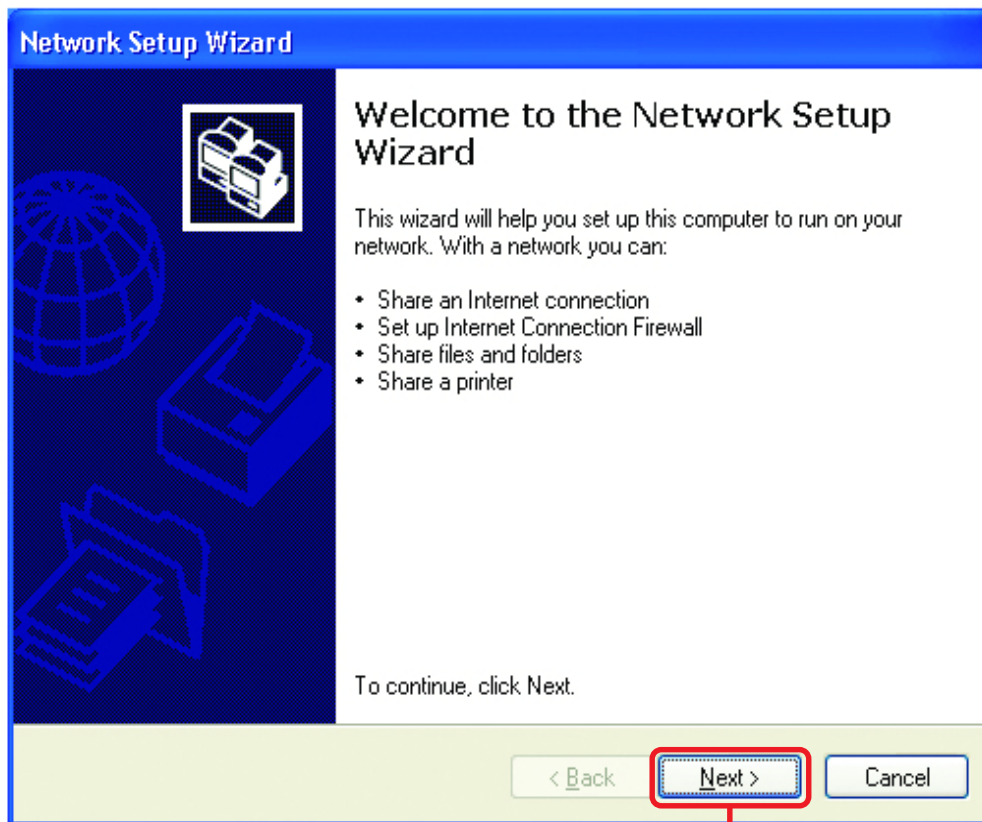 Network Setup Wizard
Welcome to the Network Setup
Wizard
This wizard will help you set up this computer to run on your
network. With a network you can:
• Share an Internet connection
• Set up Internet Connection Firewall
• Share files and folders
• Share a printer
To continue, click Next.
< Back
Next >
Cancel